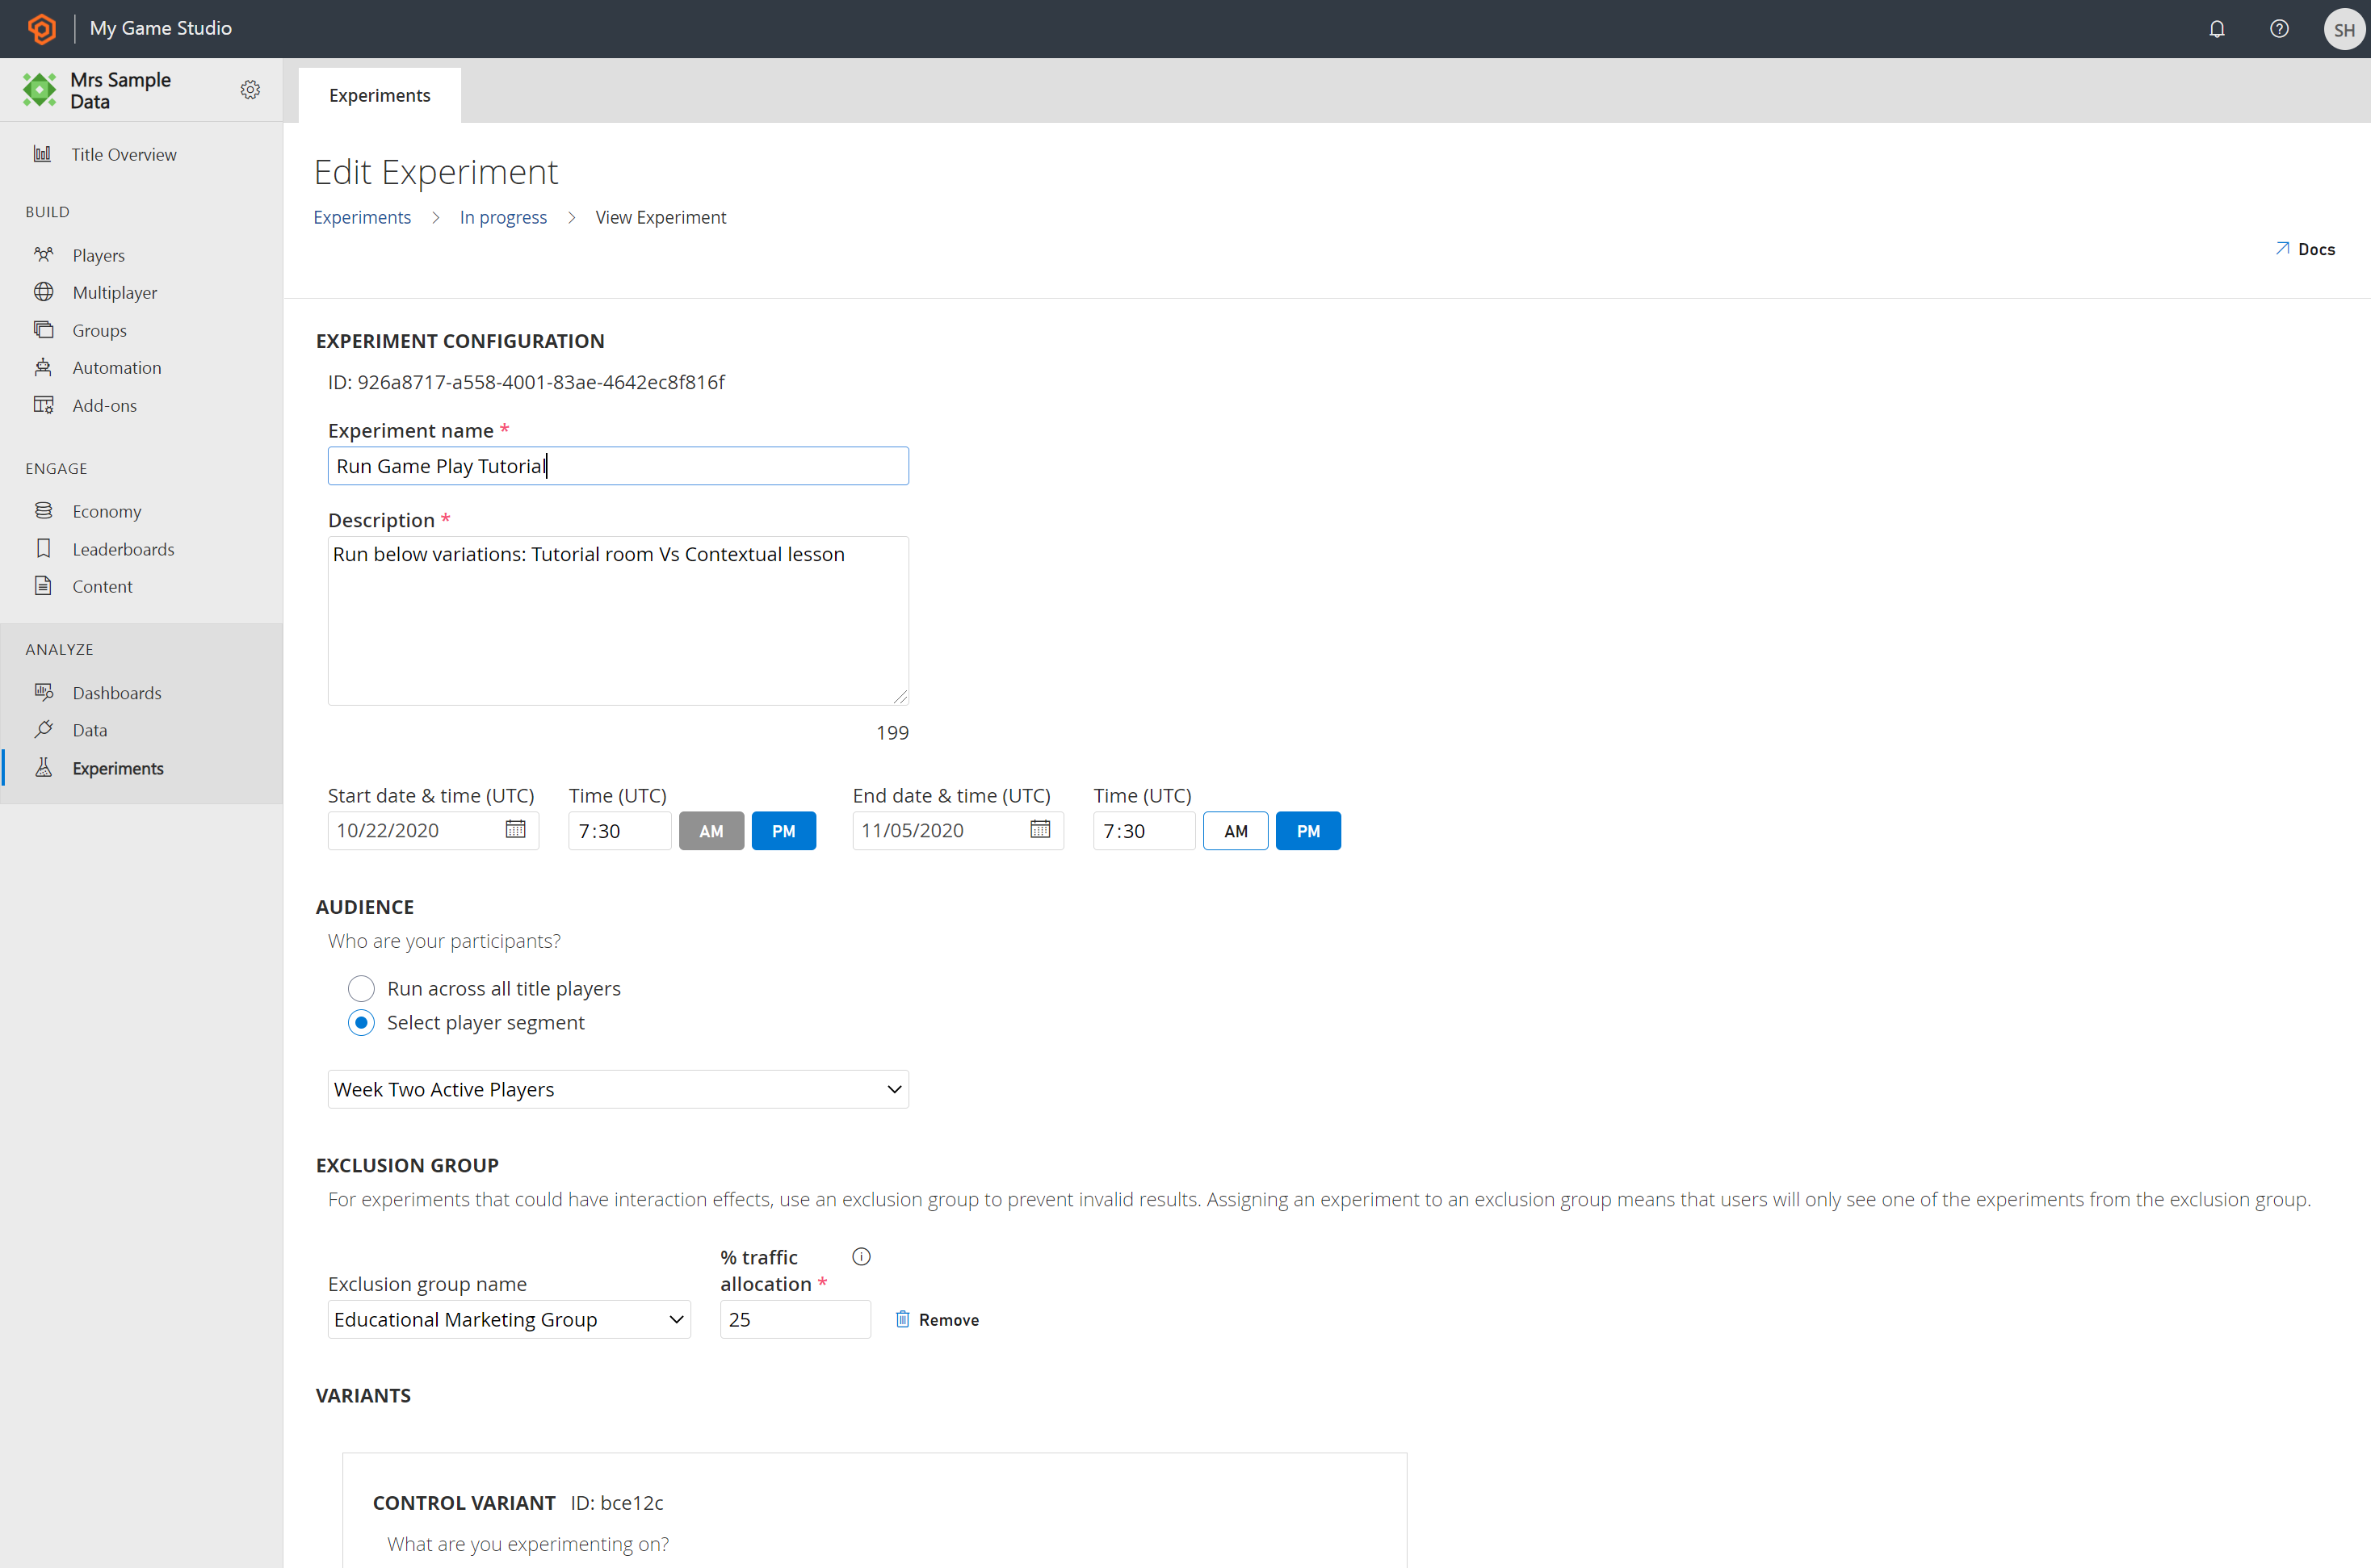 My Game Studio
SH
Mrs Sample
Data
Experiments
Title Overview
BUILD
Players
Multiplayer
Groups
Automation
Add-ons
ENGAGE
Economy
Leaderboards
Content
ANALYZE
Dashboards
Data
Experiments
Edit Experiment
Experiments > In progress > View Experiment
Docs
EXPERIMENT CONFIGURATION
ID: 926a8717-a558-4001-83ae-4642ec8f816f
Experiment name *
Run Game Play Tutorial
Description *
Run below variations: Tutorial room Vs Contextual lesson
199
Start date & time (UTC) Time (UTC) End date & time (UTC) Time (UTC)
10/22/2020 7:30 AM PM 11/05/2020 7:30 AM PM
AUDIENCE
Who are your participants?
Run across all title players
Select player segment
Week Two Active Players
EXCLUSION GROUP
For experiments that could have interaction effects, use an exclusion group to prevent invalid results. Assigning an experiment to an exclusion group means that users will only see one of the experiments from the exclusion group.
% traffic
Exclusion group name allocation *
Educational Marketing Group 25 Remove
VARIANTS
CONTROL VARIANT ID: bce12c
What are you experimenting on?